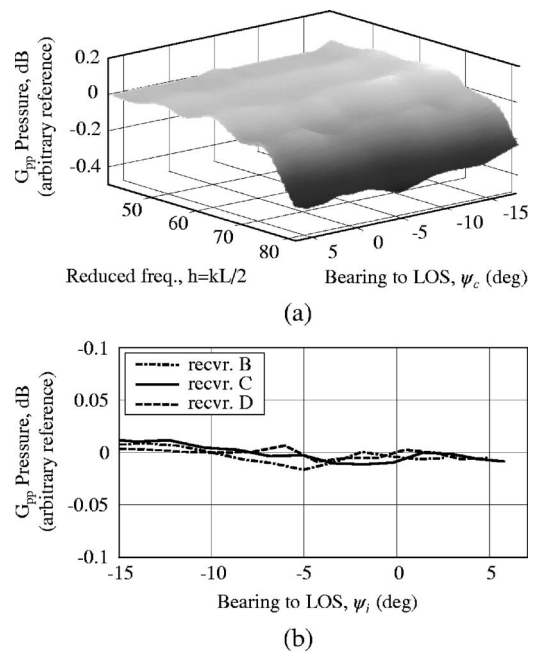 (a)
0.2
0
-0.2
-0.4
G_pp Pressure, dB
(arbitrary reference)
50
60
70
80
5
0
-5
-10
-15
Reduced freq., h=kL/2
Bearing to LOS, ψ_c (deg)
(a)
-0.1
0.05
0
-0.05
-0.1
G_pp Pressure, dB
(arbitrary reference)
recvr. B
recvr. C
recvr. D
-15
-10
-5
0
5
Bearing to LOS, ψ_i (deg)
(b)